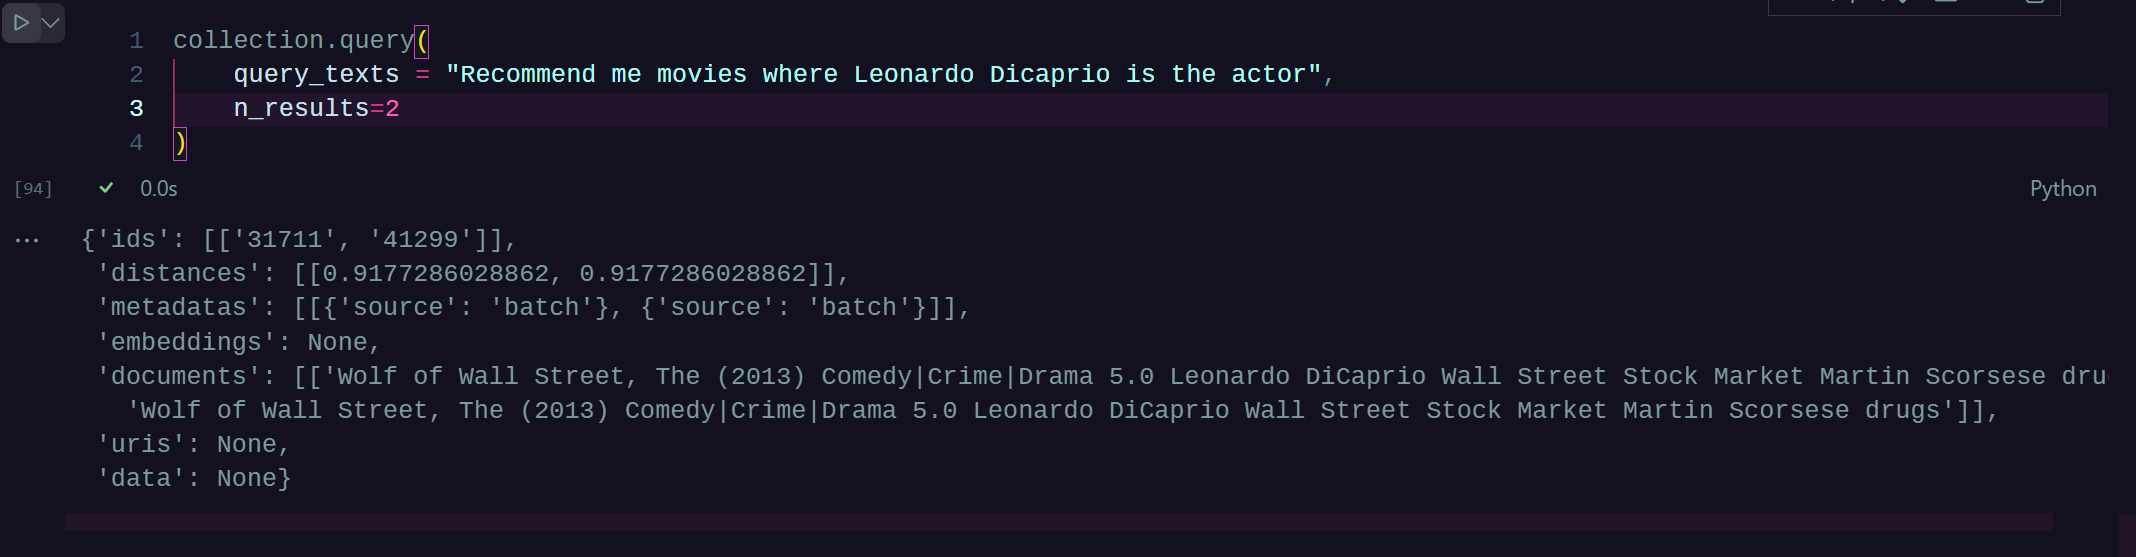 1 collection.query(
2 query_texts = "Recommend me movies where Leonardo Dicaprio is the actor",
3 n_results=2
4 )
[94] 0.0s Python
{'ids': [['31711', '41299']],
'distances': [[0.9177286028862, 0.9177286028862]],
'metadatas': [[{'source': 'batch'}, {'source': 'batch'}]],
'embeddings': None,
'documents': [['Wolf of Wall Street, The (2013) Comedy|Crime|Drama 5.0 Leonardo DiCaprio Wall Street Stock Market Martin Scorsese dru
'Wolf of Wall Street, The (2013) Comedy|Crime|Drama 5.0 Leonardo DiCaprio Wall Street Stock Market Martin Scorsese drugs']],
'uris': None,
'data': None}